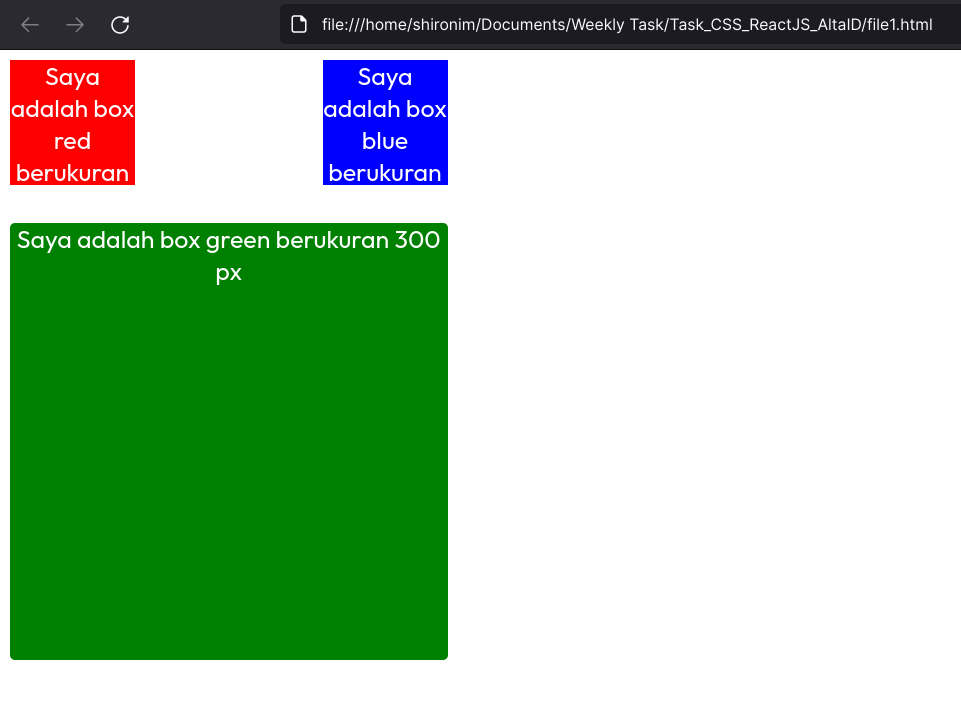 file:///home/shironim/Documents/Weekly Task/Task_CSS_ReactJS_AltaID/file1.html
Saya
adalah box
red
berukuran
Saya
adalah box
blue
berukuran
Saya adalah box green berukuran 300
px